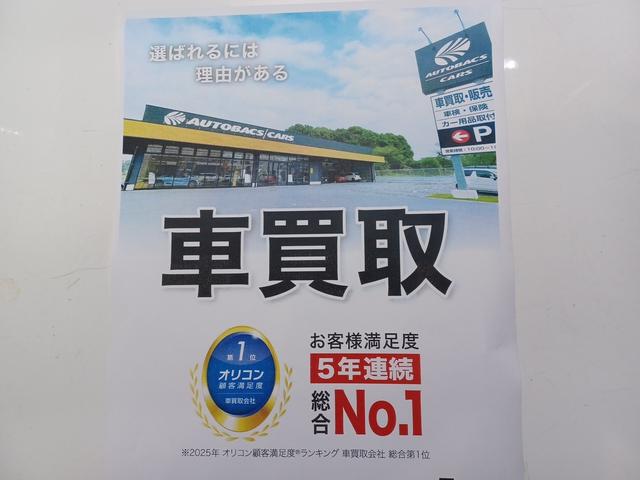 選ばれるには
理由がある
AUTOBACS CARS
AUTOBACS
CARS
車買取・販売
車検・保険
カー用品取付
P
車買取
第1位
オリコン
顧客満足度
車買取会社
お客様満足度
5年連続
総合No.1
※2025年 オリコン顧客満足度®ランキング 車買取会社 総合第1位